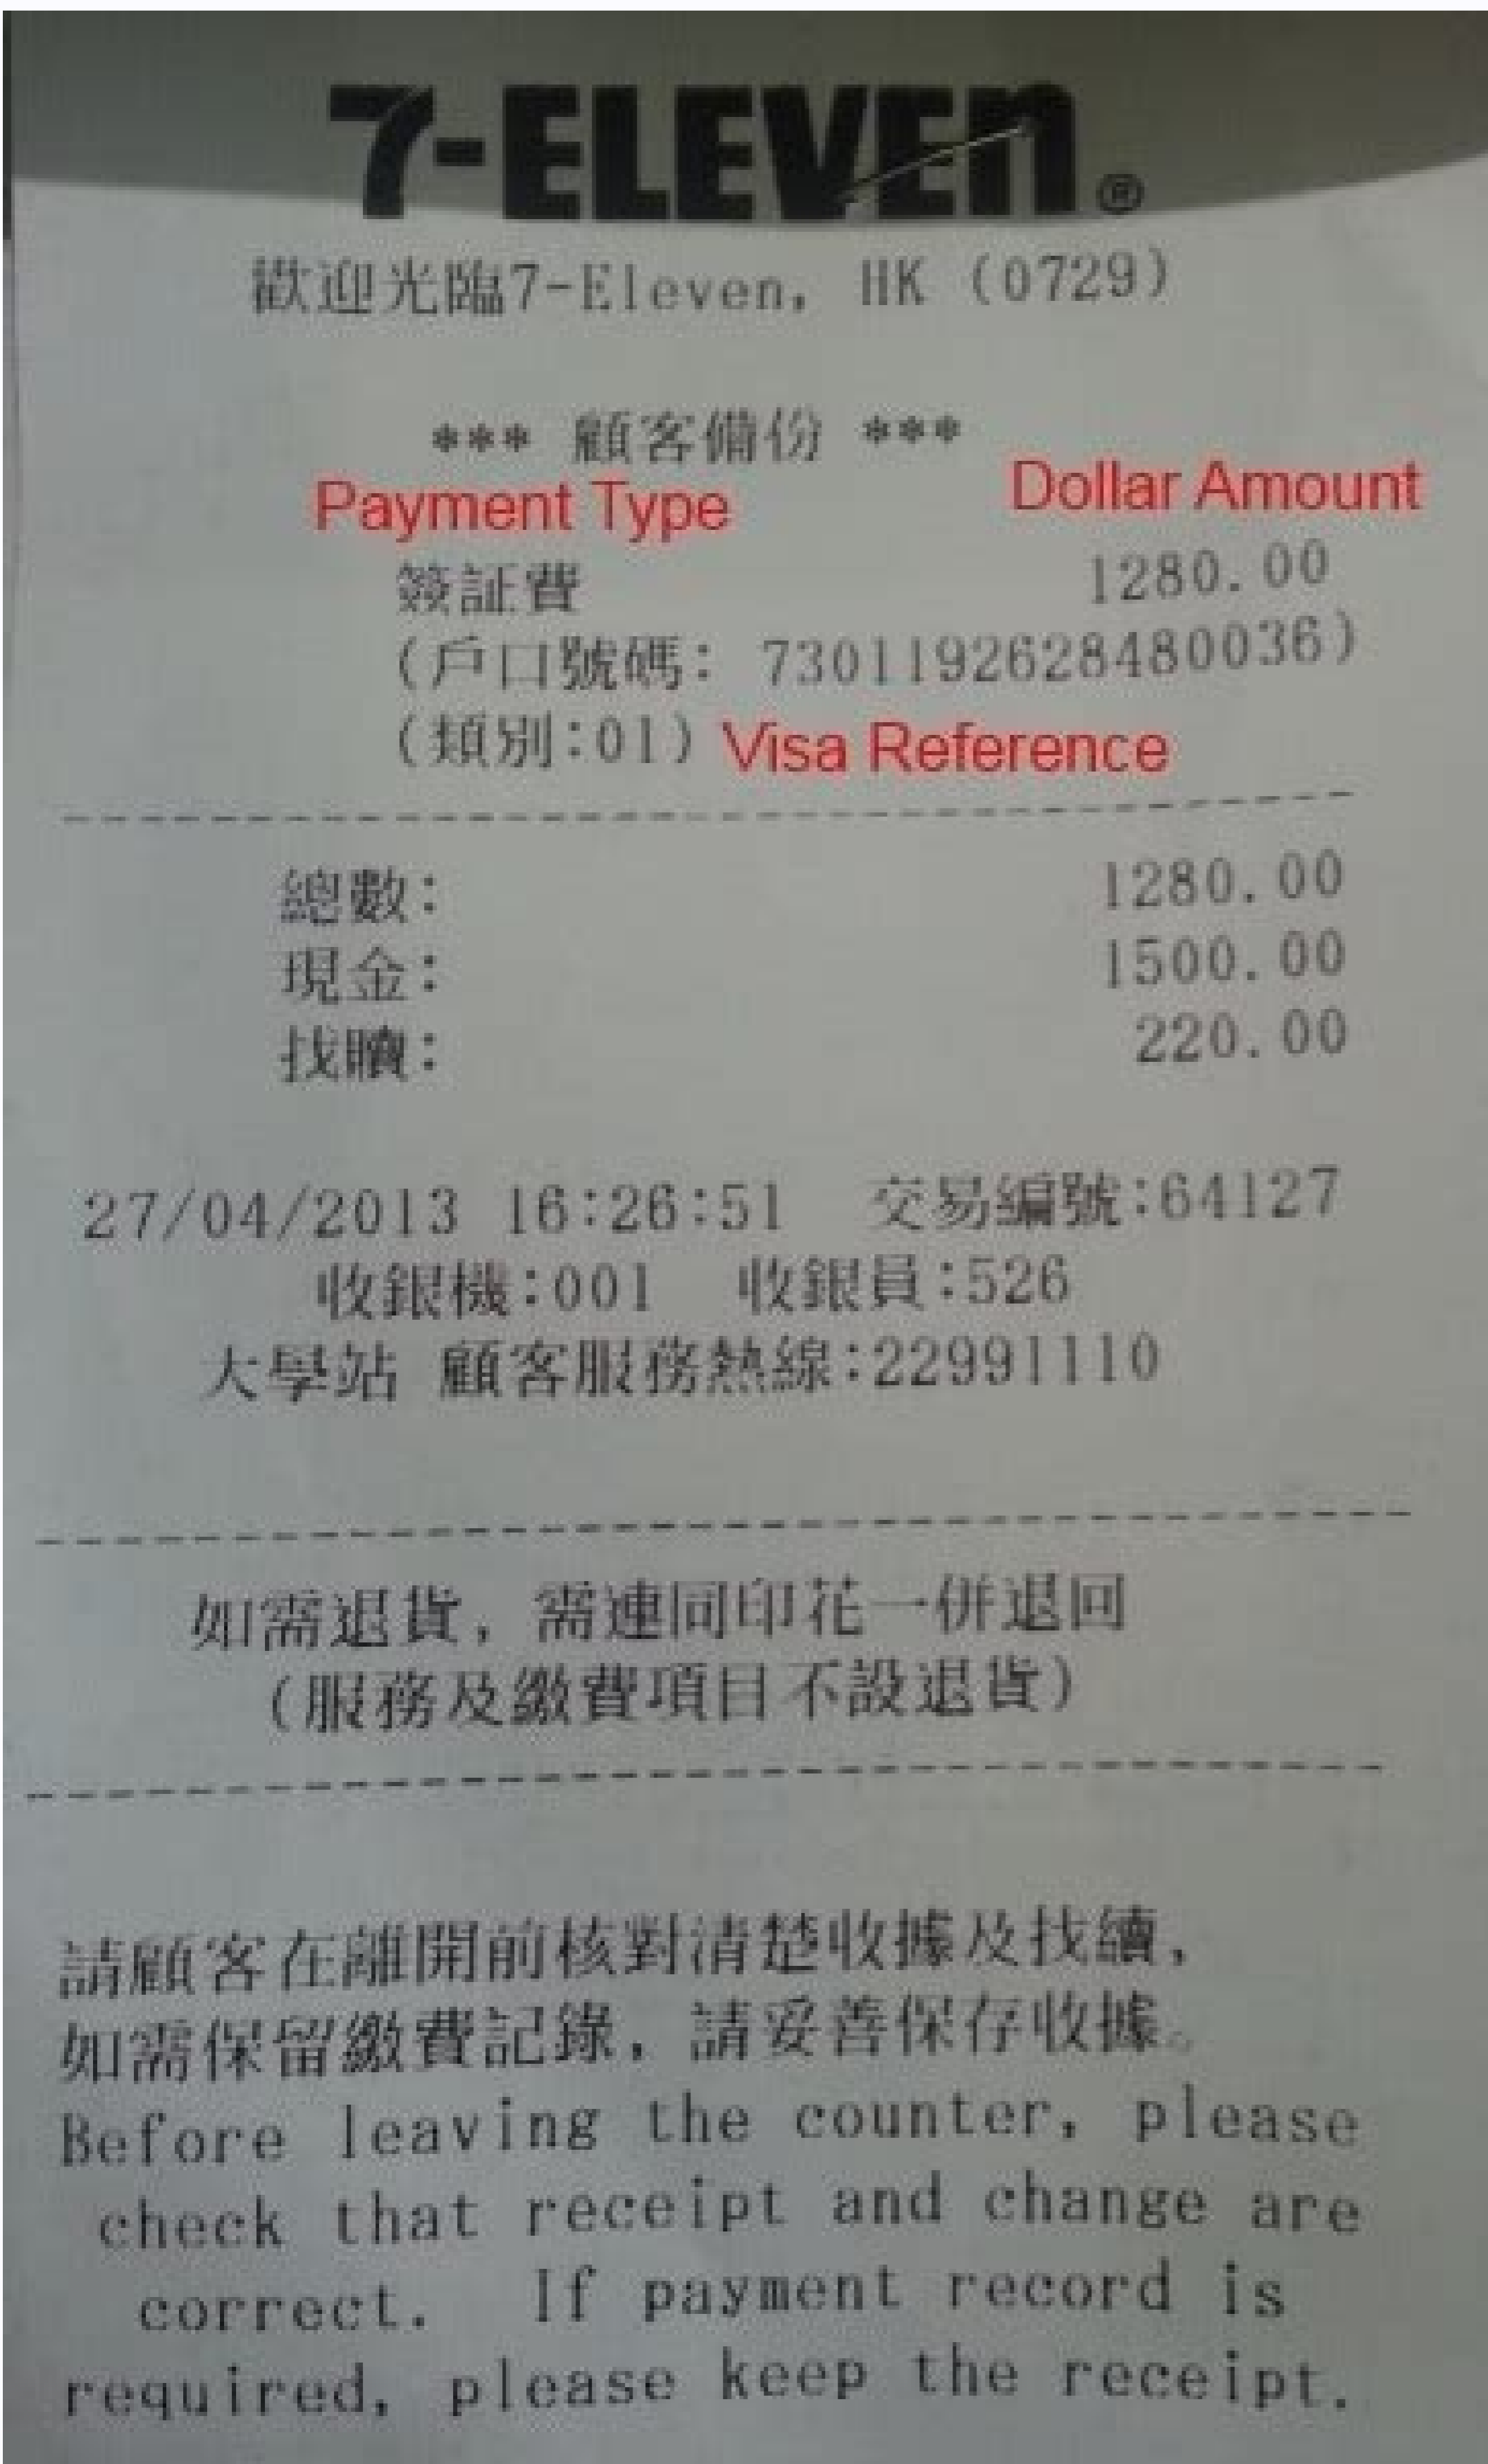 7-ELEVEn®
歡迎光臨7-Eleven, HK (0729)
*** 顧客備份 ***
Payment Type Dollar Amount
簽証費 1280.00
(戶口號碼: 7301192628480036)
(類別:01) Visa Reference
總數: 1280.00
現金: 1500.00
找贖: 220.00
27/04/2013 16:26:51 交易編號:64127
收銀機:001 收銀員:526
大學站 顧客服務熱線:22991110
如需退貨, 需連同印花一併退回
(服務及繳費項目不設退貨)
請顧客在離開前核對清楚收據及找續,
如需保留繳費記錄, 請妥善保存收據。
Before leaving the counter, please
check that receipt and change are
correct. If payment record is
required, please keep the receipt.